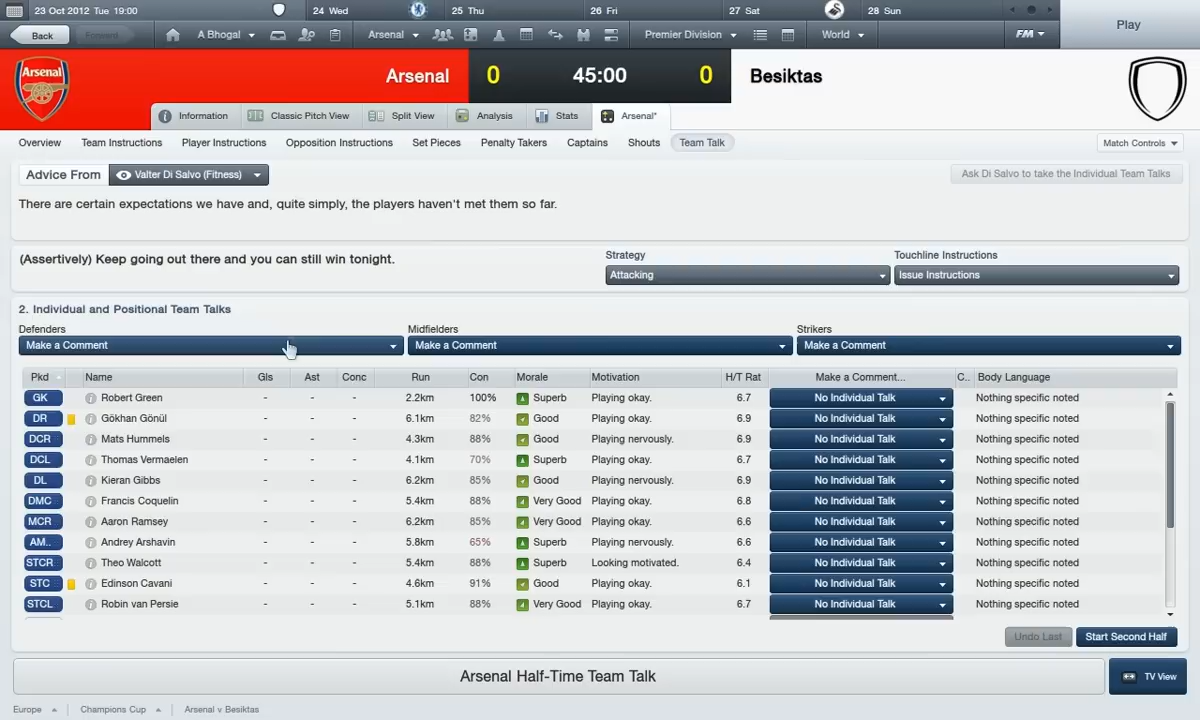 23 Oct 2012 Tue 19:00 24 Wed 25 Thu 26 Fri 27 Sat 28 Sun
Back Forward A Bhogal Arsenal Premier Division World FM Play
Arsenal 0 45:00 0 Besiktas
Arsenal
Information Classic Pitch View Split View Analysis Stats Arsenal*
Overview Team Instructions Player Instructions Opposition Instructions Set Pieces Penalty Takers Captains Shouts Team Talk Match Controls
Advice From Valter Di Salvo (Fitness) Ask Di Salvo to take the Individual Team Talks
There are certain expectations we have and, quite simply, the players haven't met them so far.
Strategy Touchline Instructions
(Assertively) Keep going out there and you can still win tonight.
Attacking Issue Instructions
2. Individual and Positional Team Talks
Defenders Midfielders Strikers
Make a Comment Make a Comment Make a Comment
Pkd Name Gls Ast Conc Run Con Morale Motivation H/T Rat Make a Comment... C.. Body Language
GK Robert Green - - - 2.2km 100% Superb Playing okay. 6.7 No Individual Talk Nothing specific noted
DR Gökhan Gönül - - - 6.1km 82% Good Playing okay. 6.9 No Individual Talk Nothing specific noted
DCR Mats Hummels - - - 4.3km 88% Good Playing nervously. 6.9 No Individual Talk Nothing specific noted
DCL Thomas Vermaelen - - - 4.1km 70% Superb Playing okay. 6.7 No Individual Talk Nothing specific noted
DL Kieran Gibbs - - - 6.2km 85% Good Playing nervously. 6.9 No Individual Talk Nothing specific noted
DMC Francis Coquelin - - - 5.4km 88% Very Good Playing okay. 6.8 No Individual Talk Nothing specific noted
MCR Aaron Ramsey - - - 6.2km 85% Very Good Playing okay. 6.6 No Individual Talk Nothing specific noted
AM.. Andrey Arshavin - - - 5.8km 65% Superb Playing nervously. 6.6 No Individual Talk Nothing specific noted
STCR Theo Walcott - - - 5.4km 88% Superb Looking motivated. 6.4 No Individual Talk Nothing specific noted
STC Edinson Cavani - - - 4.6km 91% Good Playing okay. 6.1 No Individual Talk Nothing specific noted
STCL Robin van Persie - - - 5.1km 88% Very Good Playing okay. 6.7 No Individual Talk Nothing specific noted
Undo Last Start Second Half
Arsenal Half-Time Team Talk TV View
Europe Champions Cup Arsenal v Besiktas